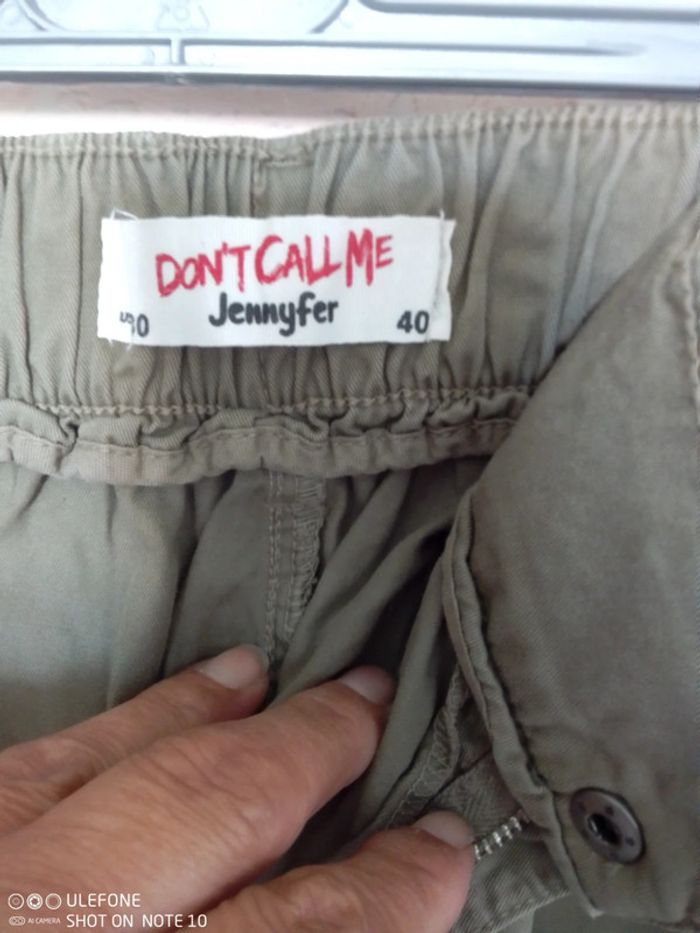 DON'T CALL ME
Jennyfer
40
ULEFONE
AI CAMERA SHOT ON NOTE 10